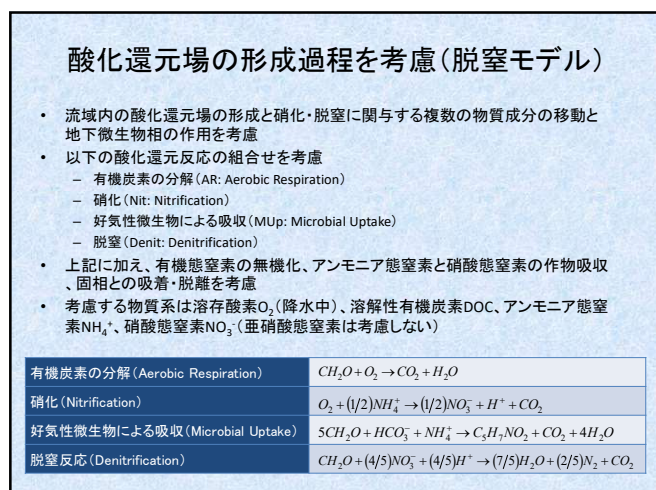 酸化還元場の形成過程を考慮(脱窒モデル)
• 流域内の酸化還元場の形成と硝化・脱窒に関与する複数の物質成分の移動と
地下微生物相の作用を考慮
• 以下の酸化還元反応の組合せを考慮
– 有機炭素の分解(AR: Aerobic Respiration)
– 硝化(Nit: Nitrification)
– 好気性微生物による吸収(MUp: Microbial Uptake)
– 脱窒(Denit: Denitrification)
• 上記に加え、有機態窒素の無機化、アンモニア態窒素と硝酸態窒素の作物吸収
、固相との吸着・脱離を考慮
• 考慮する物質系は溶存酸素O₂(降水中)、溶解性有機炭素DOC、アンモニア態窒
素NH₄⁺、硝酸態窒素NO₃⁻(亜硝酸態窒素は考慮しない)
有機炭素の分解(Aerobic Respiration) CH₂O + O₂ → CO₂ + H₂O
硝化(Nitrification) O₂ + (1/2)NH₄⁺ → (1/2)NO₃⁻ + H⁺ + CO₂
好気性微生物による吸収(Microbial Uptake) 5CH₂O + HCO₃⁻ + NH₄⁺ → C₅H₇NO₂ + CO₂ + 4H₂O
脱窒反応(Denitrification) CH₂O + (4/5)NO₃⁻ + (4/5)H⁺ → (7/5)H₂O + (2/5)N₂ + CO₂